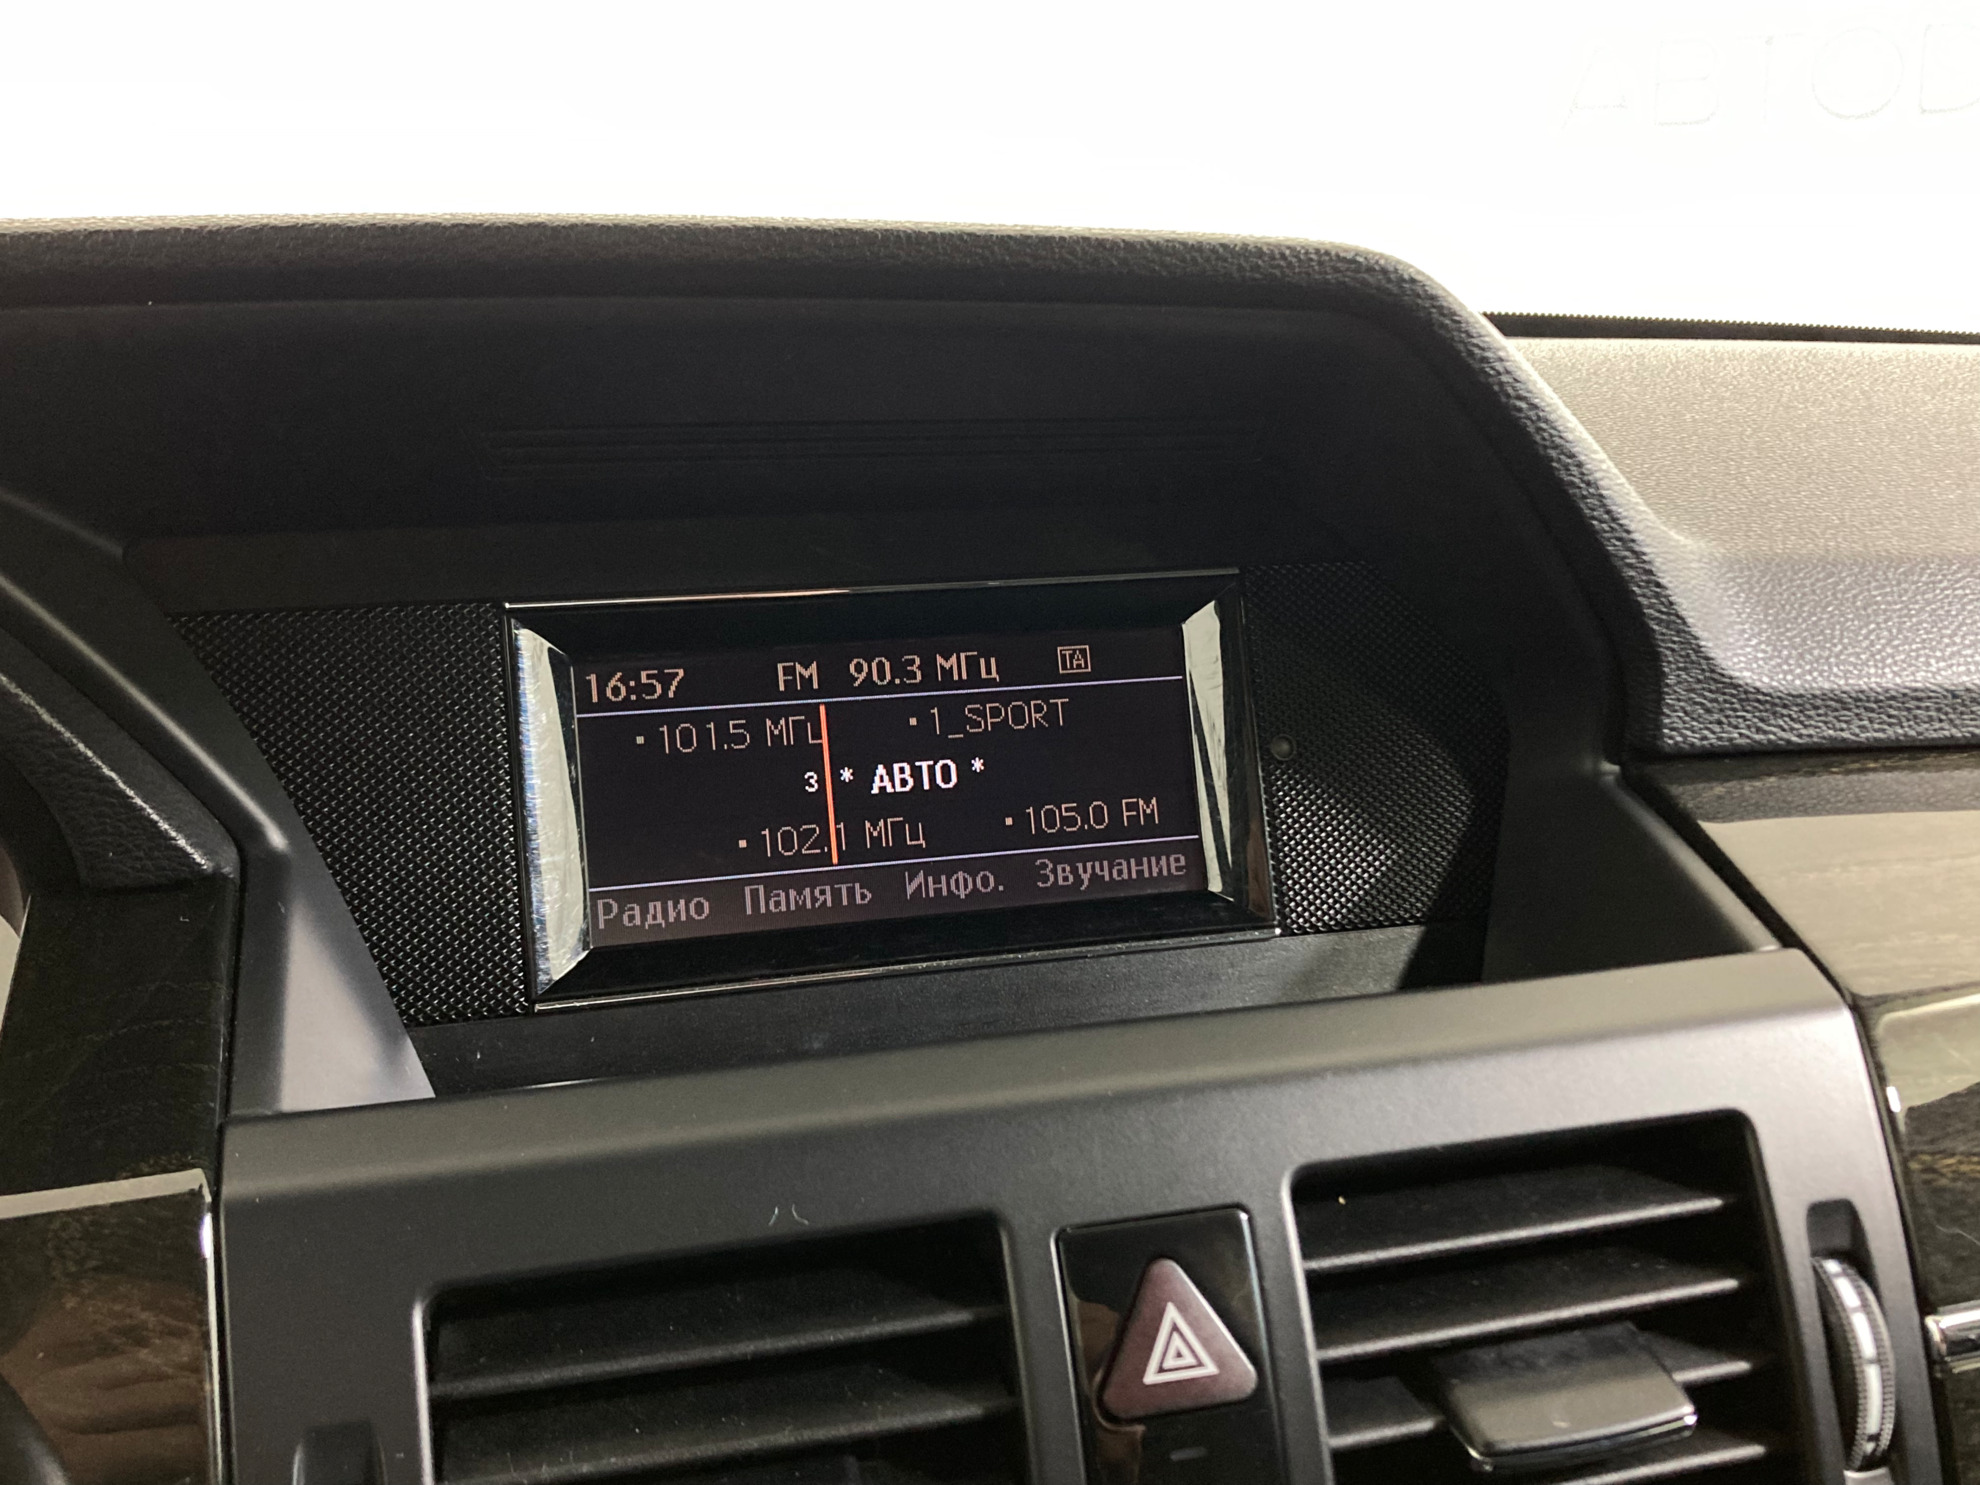 АВТО
16:57 FM 90.3 МГц TA
▪ 101.5 МГц ▪ 1_SPORT
3 * АВТО *
▪ 102.1 МГц ▪ 105.0 FM
Радио Память Инфо. Звучание